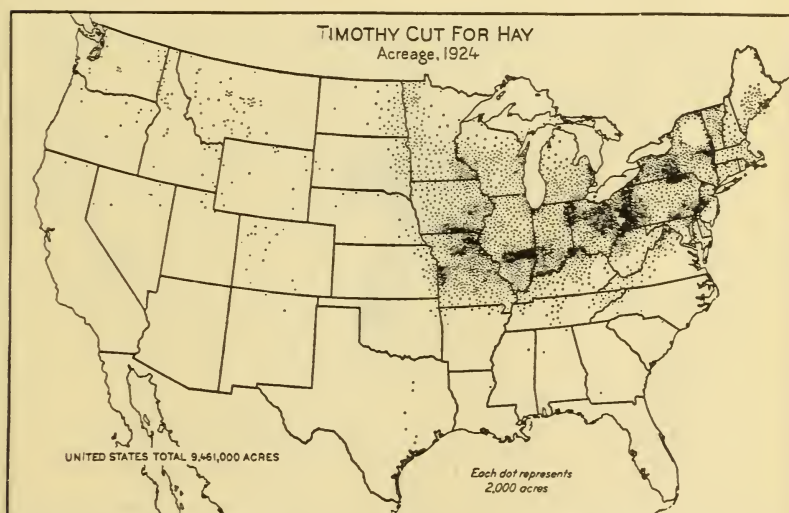 TIMOTHY CUT FOR HAY
Acreage, 1924
UNITED STATES TOTAL 9,461,000 ACRES
Each dot represents
2,000 acres